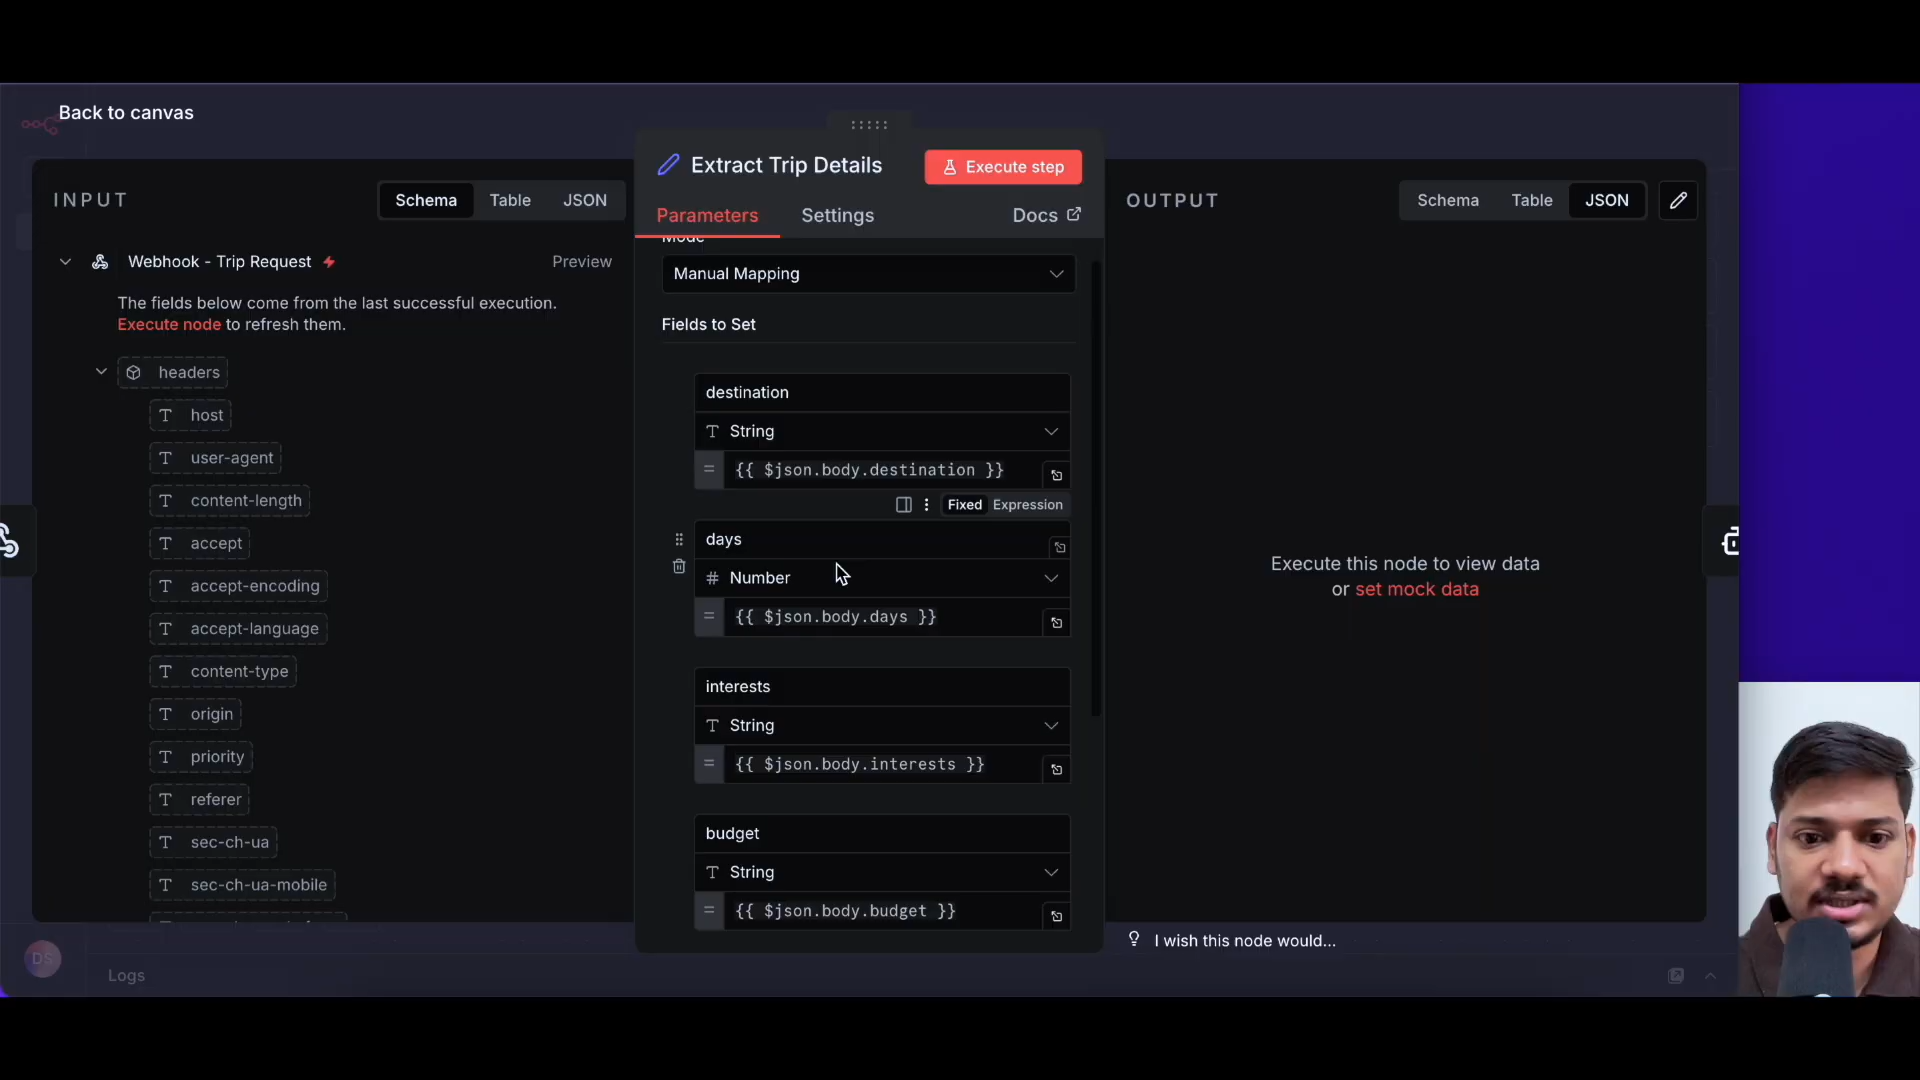 Back to canvas
INPUT
Schema
Table
JSON
Webhook - Trip Request
Preview
The fields below come from the last successful execution.
Execute node to refresh them.
headers
host
user-agent
content-length
accept
accept-encoding
accept-language
content-type
origin
priority
referer
sec-ch-ua
sec-ch-ua-mobile
DS
Logs
Extract Trip Details
Execute step
Parameters
Settings
Docs
Mode
Manual Mapping
Fields to Set
destination
String
= {{ $json.body.destination }}
Fixed Expression
days
# Number
= {{ $json.body.days }}
interests
String
= {{ $json.body.interests }}
budget
String
= {{ $json.body.budget }}
OUTPUT
Schema
Table
JSON
Execute this node to view data
or set mock data
I wish this node would...